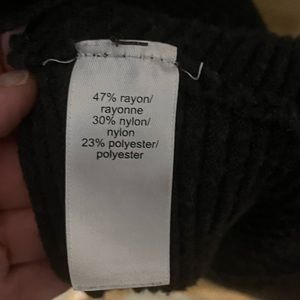 47% rayon/
rayonne
30% nylon/
nylon
23% polyester/
polyester